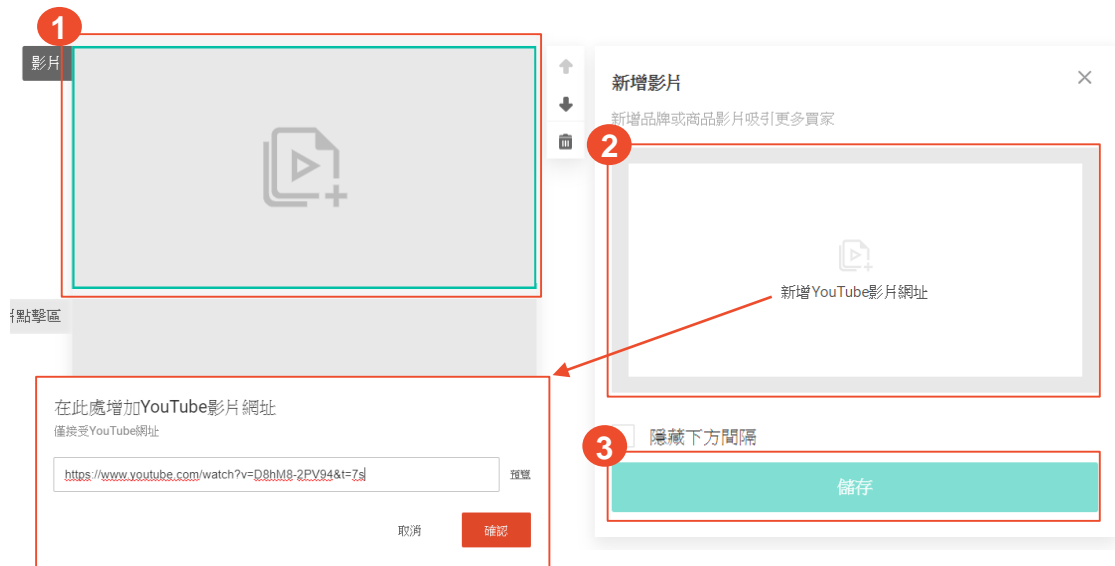 1
影片
新增影片
新增品牌或商品影片吸引更多買家
2
新增YouTube影片網址
點擊區
在此處增加YouTube影片網址
僅接受YouTube網址
https://www.youtube.com/watch?v=D8hM8-2PV94&t=7s
預覽
取消
確認
隱藏下方間隔
3
儲存